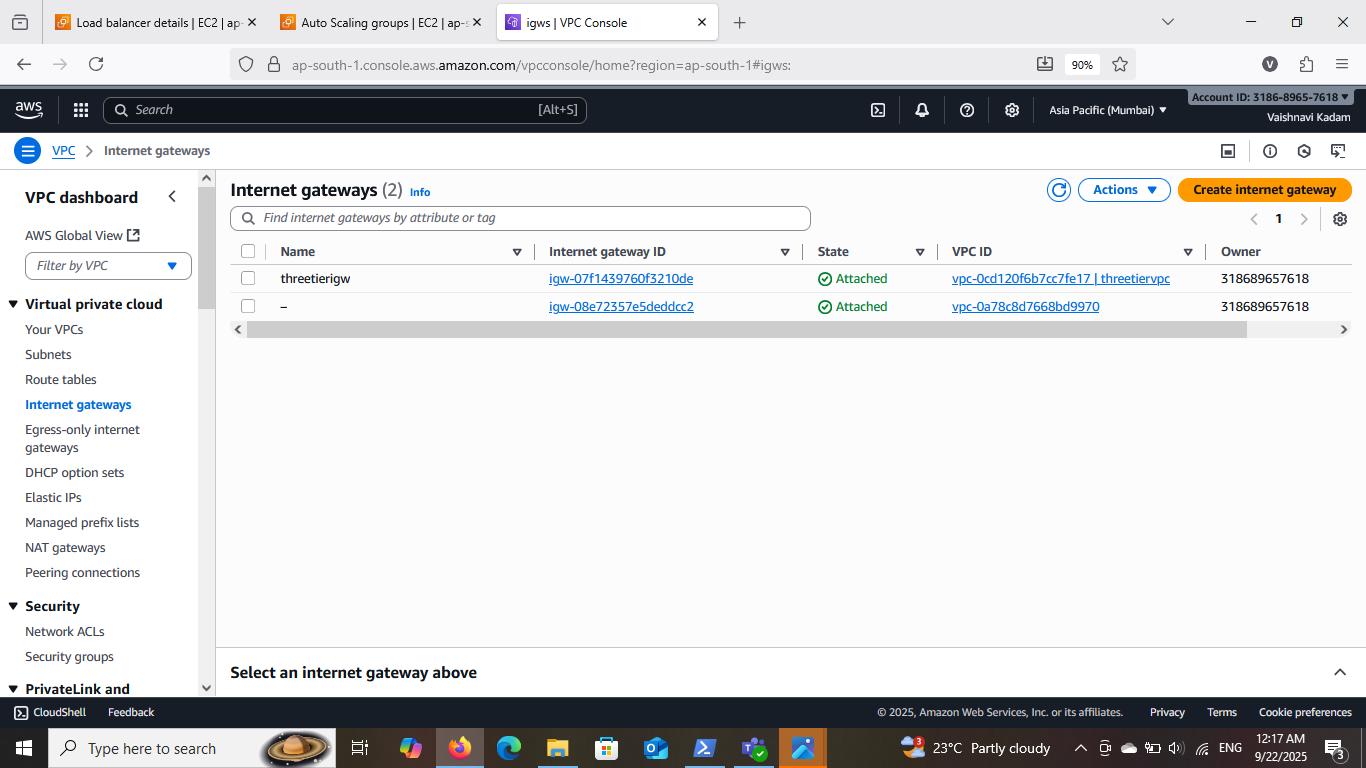 Load balancer details | EC2 | ap-
Auto Scaling groups | EC2 | ap-s
igws | VPC Console
ap-south-1.console.aws.amazon.com/vpcconsole/home?region=ap-south-1#igws:
90%
V
aws
Search
[Alt+S]
Asia Pacific (Mumbai)
Account ID: 3186-8965-7618
Vaishnavi Kadam
VPC
Internet gateways
VPC dashboard
AWS Global View
Filter by VPC
Virtual private cloud
Your VPCs
Subnets
Route tables
Internet gateways
Egress-only internet
gateways
DHCP option sets
Elastic IPs
Managed prefix lists
NAT gateways
Peering connections
Security
Network ACLs
Security groups
PrivateLink and
Internet gateways (2) Info
Actions
Create internet gateway
Find internet gateways by attribute or tag
1
Name Internet gateway ID State VPC ID Owner
threetierigw igw-07f1439760f3210de Attached vpc-0cd120f6b7cc7fe17 | threetiervpc 318689657618
– igw-08e72357e5deddcc2 Attached vpc-0a78c8d7668bd9970 318689657618
Select an internet gateway above
CloudShell Feedback
© 2025, Amazon Web Services, Inc. or its affiliates. Privacy Terms Cookie preferences
Type here to search
3
23°C Partly cloudy
ENG
12:17 AM
9/22/2025
3